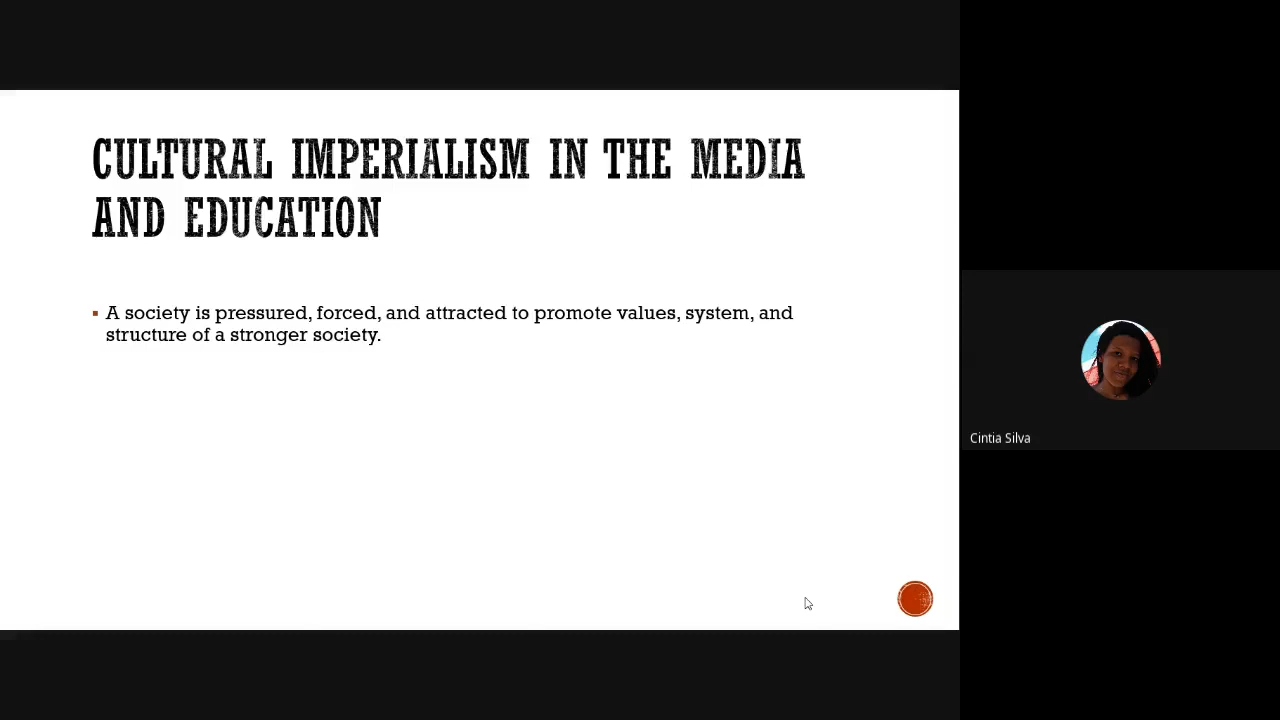 CULTURAL IMPERIALISM IN THE MEDIA
AND EDUCATION
▪ A society is pressured, forced, and attracted to promote values, system, and
structure of a stronger society.
Cintia Silva